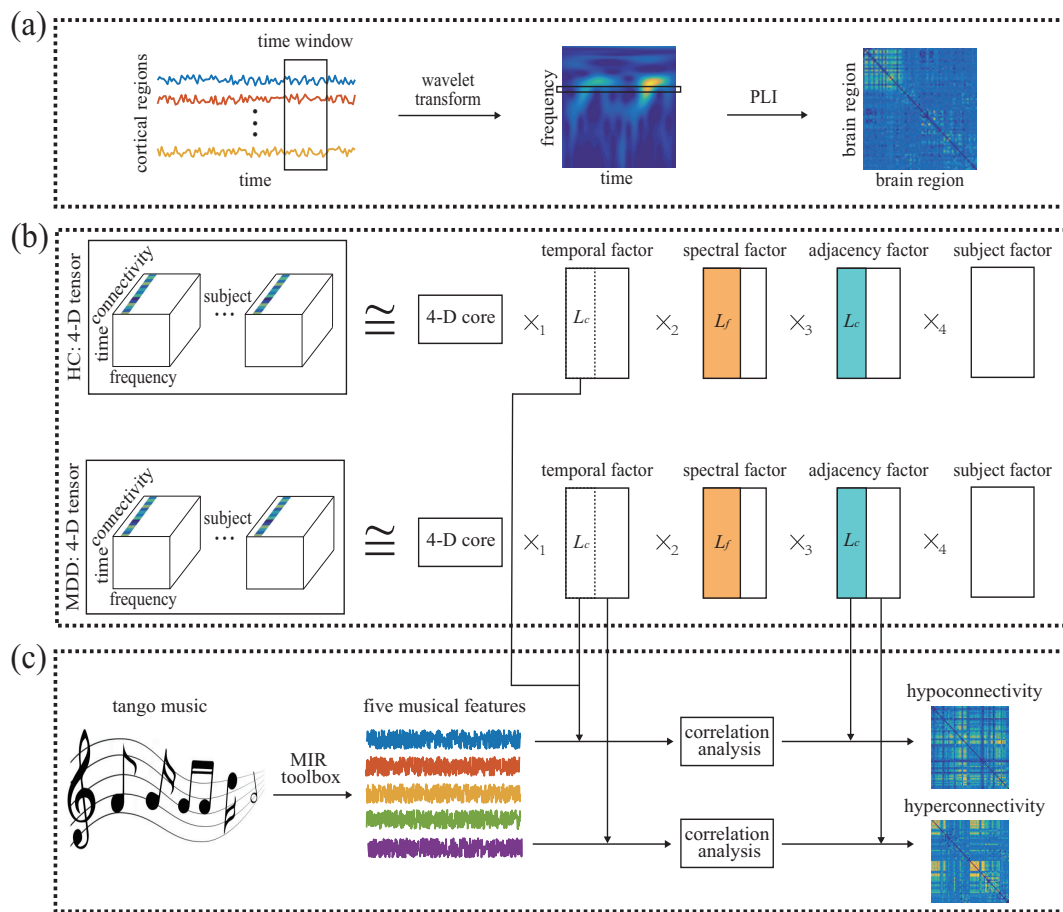 (a)
time window
cortical regions
time
wavelet
transform
frequency
time
PLI
brain region
brain region
(b)
HC: 4-D tensor
time
connectivity
frequency
subject
...
≅
4-D core
×1
temporal factor
Lc
×2
spectral factor
Lf
×3
adjacency factor
Lc
×4
subject factor
MDD: 4-D tensor
time
connectivity
frequency
subject
...
≅
4-D core
×1
temporal factor
Lc
×2
spectral factor
Lf
×3
adjacency factor
Lc
×4
subject factor
(c)
tango music
MIR
toolbox
five musical features
correlation
analysis
hypoconnectivity
correlation
analysis
hyperconnectivity